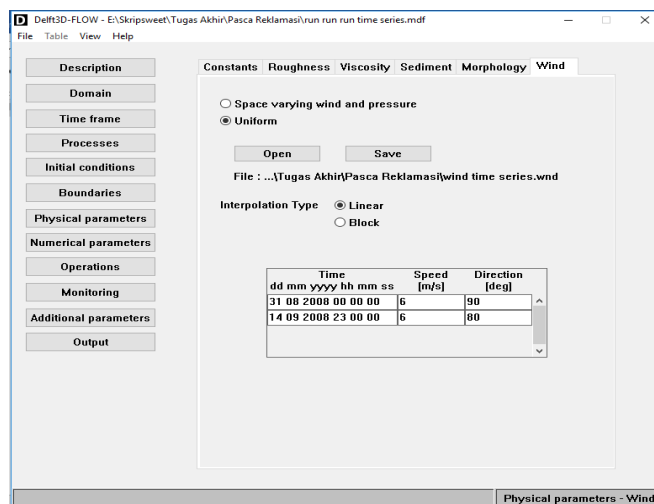 Delft3D-FLOW - E:\Skripsweet\Tugas Akhir\Pasca Reklamasi\run run run time series.mdf
File Table View Help
Description
Domain
Time frame
Processes
Initial conditions
Boundaries
Physical parameters
Numerical parameters
Operations
Monitoring
Additional parameters
Output
Constants Roughness Viscosity Sediment Morphology Wind
Space varying wind and pressure
Uniform
Open Save
File : ...\Tugas Akhir\Pasca Reklamasi\wind time series.wnd
Interpolation Type Linear
Block
Time Speed Direction
dd mm yyyy hh mm ss [m/s] [deg]
31 08 2008 00 00 00 6 90
14 09 2008 23 00 00 6 80
Physical parameters - Wind